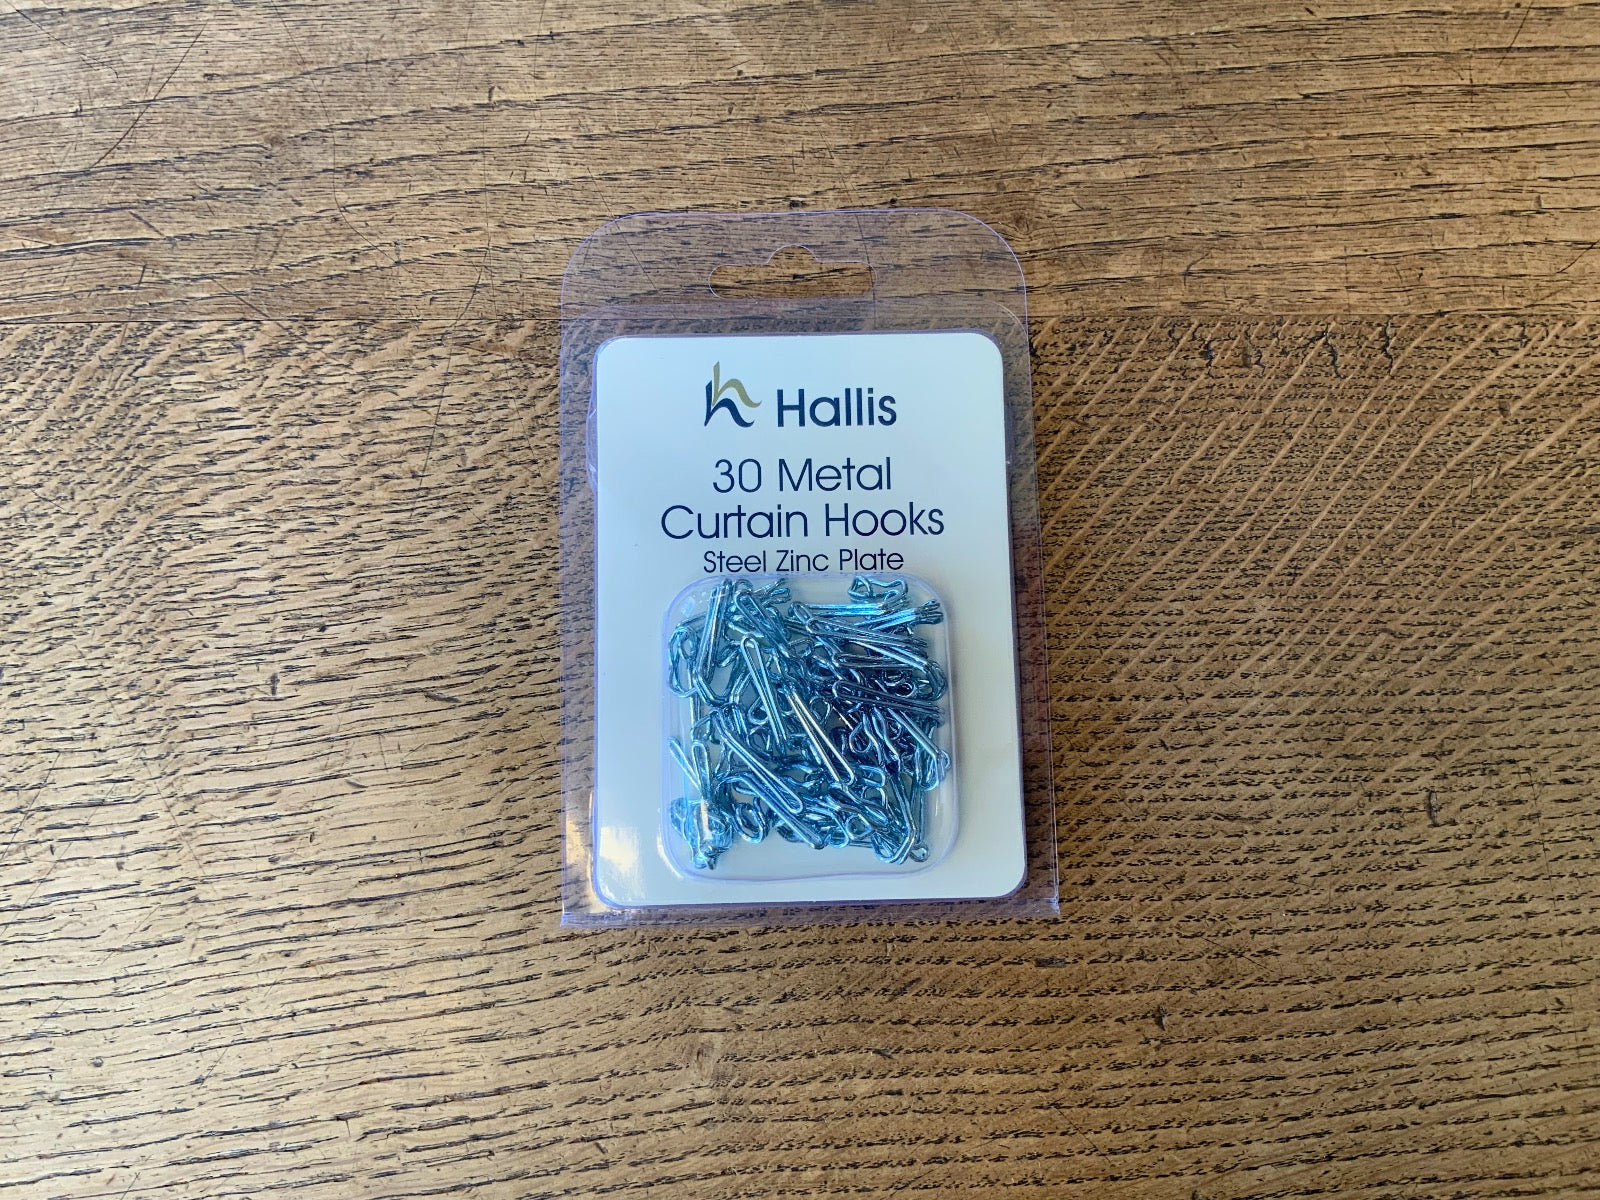 Hallis
30 Metal
Curtain Hooks
Steel Zinc Plate